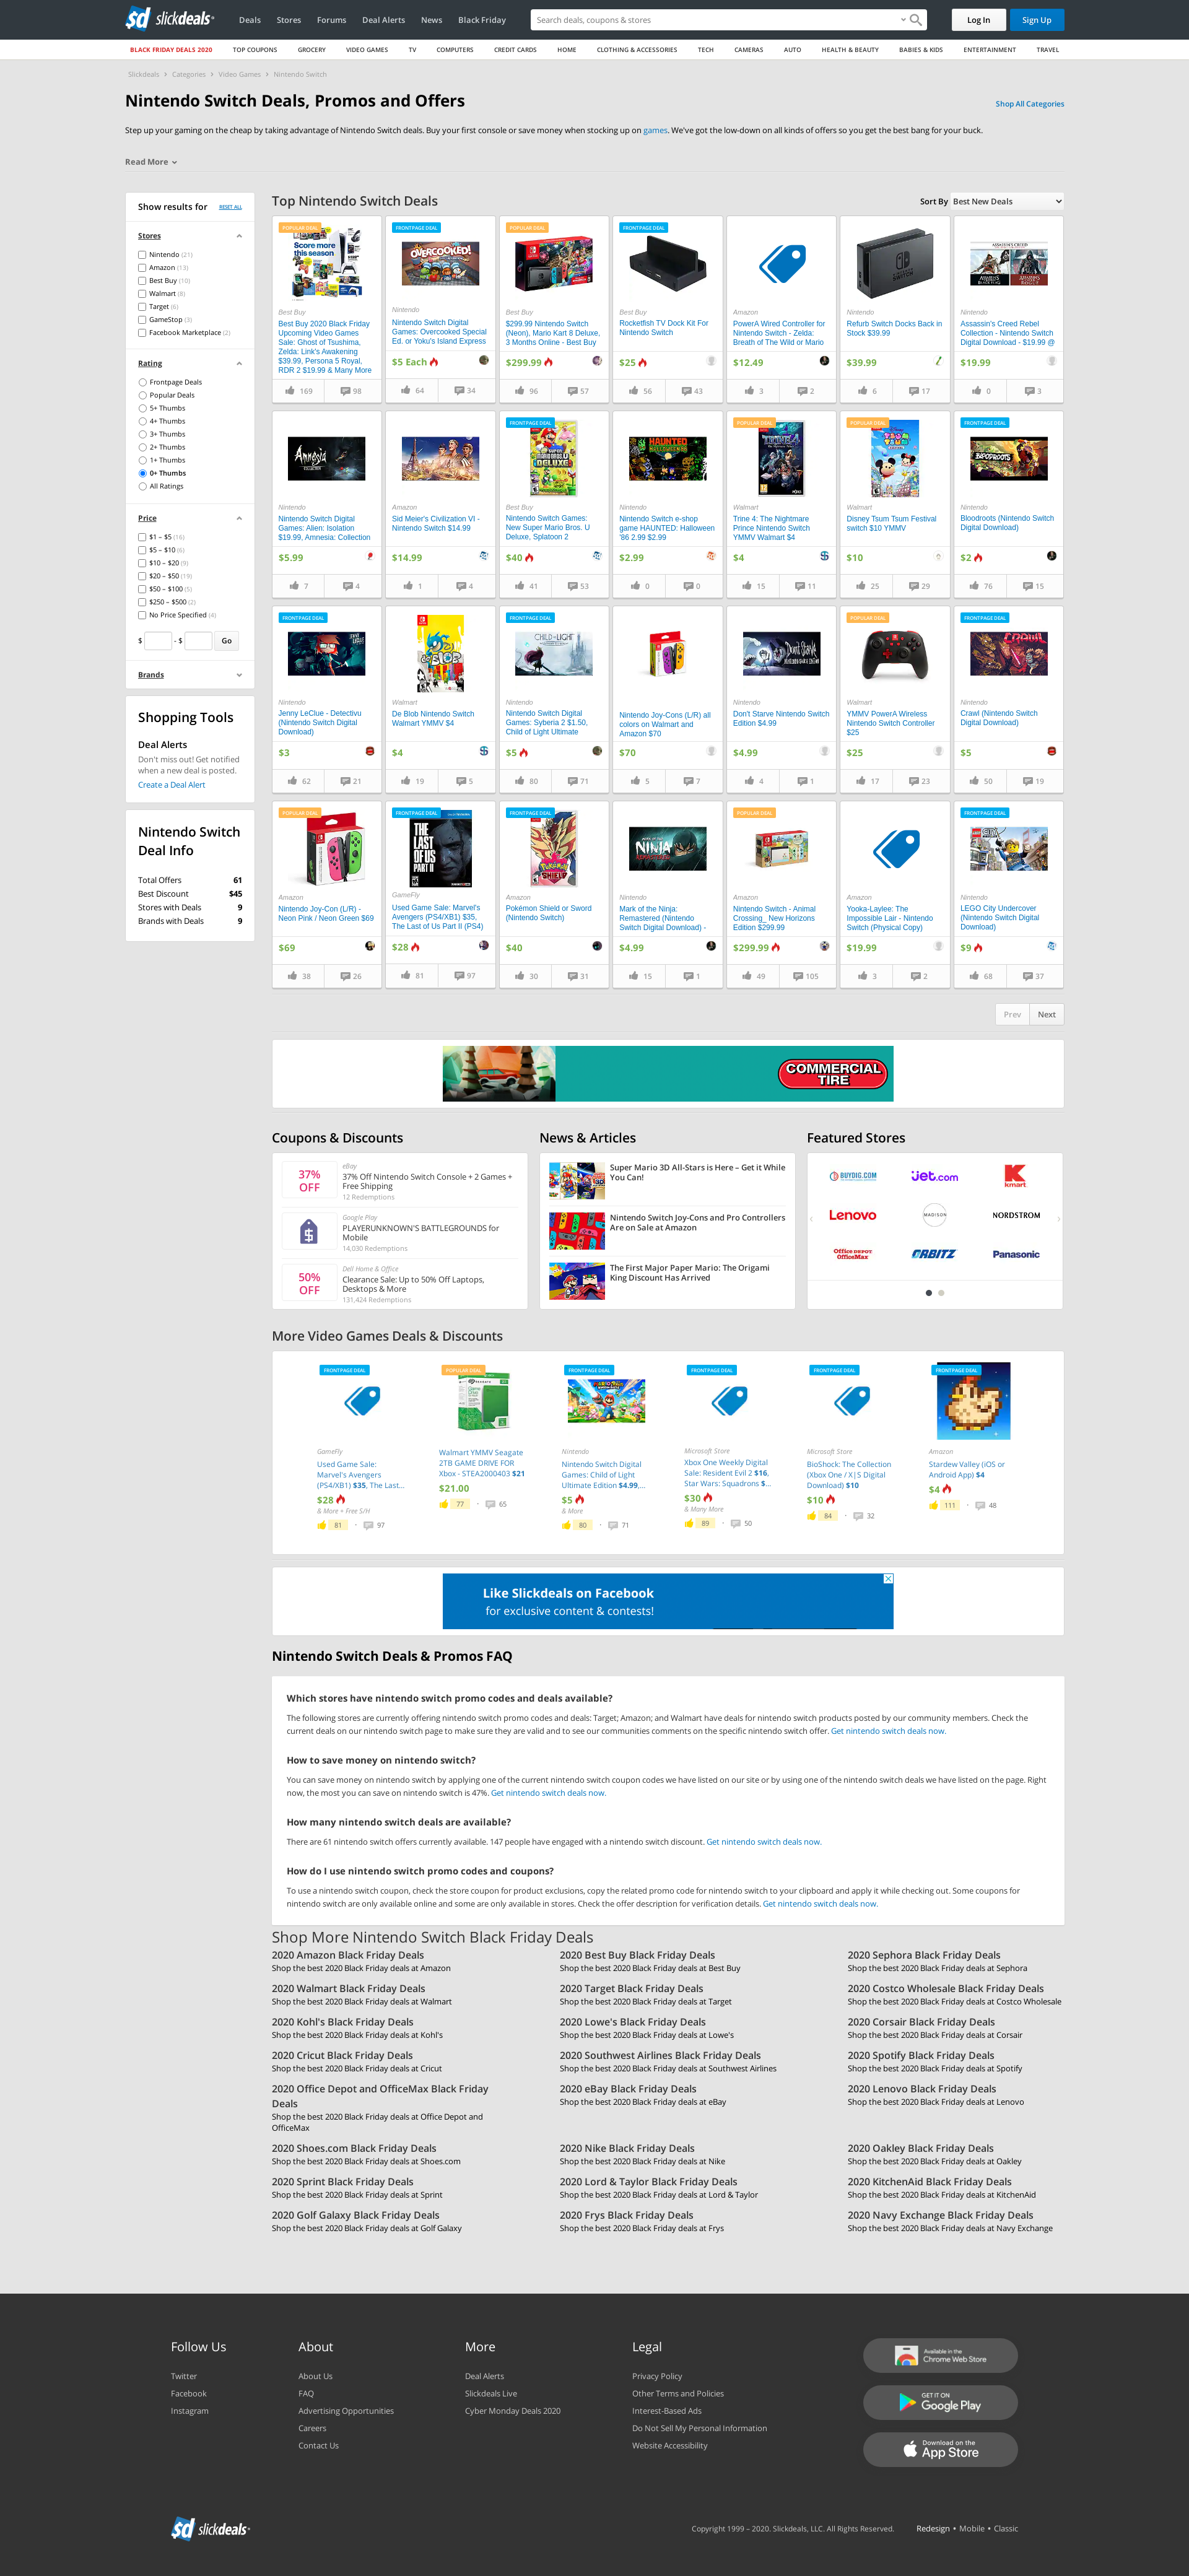 slickdeals
Deals
Stores
Forums
Deal Alerts
News
Black Friday
Search deals, coupons & stores
Log In
Sign Up
BLACK FRIDAY DEALS 2020
TOP COUPONS
GROCERY
VIDEO GAMES
TV
COMPUTERS
CREDIT CARDS
HOME
CLOTHING & ACCESSORIES
TECH
CAMERAS
AUTO
HEALTH & BEAUTY
BABIES & KIDS
ENTERTAINMENT
TRAVEL
Slickdeals > Categories > Video Games > Nintendo Switch
Nintendo Switch Deals, Promos and Offers
Shop All Categories
Step up your gaming on the cheap by taking advantage of Nintendo Switch deals. Buy your first console or save money when stocking up on games. We've got the low-down on all kinds of offers so you get the best bang for your buck.
Read More
Show results for
RESET ALL
Stores
Nintendo (21)
Amazon (13)
Best Buy (10)
Walmart (8)
Target (6)
GameStop (3)
Facebook Marketplace (2)
Rating
Frontpage Deals
Popular Deals
5+ Thumbs
4+ Thumbs
3+ Thumbs
2+ Thumbs
1+ Thumbs
0+ Thumbs
All Ratings
Price
$1 – $5 (16)
$5 – $10 (6)
$10 – $20 (9)
$20 – $50 (19)
$50 – $100 (5)
$250 – $500 (2)
No Price Specified (4)
$ - $ Go
Brands
Shopping Tools
Deal Alerts
Don't miss out! Get notified
when a new deal is posted.
Create a Deal Alert
Nintendo Switch
Deal Info
Total Offers 61
Best Discount $45
Stores with Deals 9
Brands with Deals 9
Top Nintendo Switch Deals
Sort By Best New Deals
POPULAR DEAL
Score more
this season
Best Buy
Best Buy 2020 Black Friday
Upcoming Video Games
Sale: Ghost of Tsushima,
Zelda: Link's Awakening
$39.99, Persona 5 Royal,
RDR 2 $19.99 & Many More
169 98
FRONTPAGE DEAL
OVERCOOKED!
Nintendo
Nintendo Switch Digital
Games: Overcooked Special
Ed. or Yoku's Island Express
$5 Each
64 34
POPULAR DEAL
Best Buy
$299.99 Nintendo Switch
(Neon). Mario Kart 8 Deluxe,
3 Months Online - Best Buy
$299.99
96 57
FRONTPAGE DEAL
Best Buy
Rocketfish TV Dock Kit For
Nintendo Switch
$25
56 43
Amazon
PowerA Wired Controller for
Nintendo Switch - Zelda:
Breath of The Wild or Mario
$12.49
3 2
Nintendo
Refurb Switch Docks Back in
Stock $39.99
$39.99
6 17
Nintendo
Assassin's Creed Rebel
Collection - Nintendo Switch
Digital Download - $19.99 @
$19.99
0 3
Amnesia
Nintendo
Nintendo Switch Digital
Games: Alien: Isolation
$19.99, Amnesia: Collection
$5.99
7 4
Amazon
Sid Meier's Civilization VI -
Nintendo Switch $14.99
$14.99
1 4
FRONTPAGE DEAL
DELUXE
Best Buy
Nintendo Switch Games:
New Super Mario Bros. U
Deluxe, Splatoon 2
$40
41 53
HAUNTED
Nintendo
Nintendo Switch e-shop
game HAUNTED: Halloween
'86 2.99 $2.99
$2.99
0 0
POPULAR DEAL
TRINE 4
Walmart
Trine 4: The Nightmare
Prince Nintendo Switch
YMMV Walmart $4
$4
15 11
POPULAR DEAL
Walmart
Disney Tsum Tsum Festival
switch $10 YMMV
$10
25 29
FRONTPAGE DEAL
BLOODROOTS
Nintendo
Bloodroots (Nintendo Switch
Digital Download)
$2
76 15
FRONTPAGE DEAL
Nintendo
Jenny LeClue - Detectivu
(Nintendo Switch Digital
Download)
$3
62 21
Walmart
De Blob Nintendo Switch
Walmart YMMV $4
$4
19 5
FRONTPAGE DEAL
CHILD of LIGHT
Nintendo
Nintendo Switch Digital
Games: Syberia 2 $1.50,
Child of Light Ultimate
$5
80 71
Nintendo Joy-Cons (L/R) all
colors on Walmart and
Amazon $70
$70
5 7
Don't Starve
Nintendo
Don't Starve Nintendo Switch
Edition $4.99
$4.99
4 1
POPULAR DEAL
Walmart
YMMV PowerA Wireless
Nintendo Switch Controller
$25
$25
17 23
FRONTPAGE DEAL
CRAWL
Nintendo
Crawl (Nintendo Switch
Digital Download)
$5
50 19
POPULAR DEAL
Amazon
Nintendo Joy-Con (L/R) -
Neon Pink / Neon Green $69
$69
38 26
FRONTPAGE DEAL
THE
LAST
OF US
PART II
GameFly
Used Game Sale: Marvel's
Avengers (PS4/XB1) $35,
The Last of Us Part II (PS4)
$28
81 97
FRONTPAGE DEAL
SHIELD
Amazon
Pokémon Shield or Sword
(Nintendo Switch)
$40
30 31
NINJA
Nintendo
Mark of the Ninja:
Remastered (Nintendo
Switch Digital Download) -
$4.99
15 1
POPULAR DEAL
Amazon
Nintendo Switch - Animal
Crossing_ New Horizons
Edition $299.99
$299.99
49 105
Amazon
Yooka-Laylee: The
Impossible Lair - Nintendo
Switch (Physical Copy)
$19.99
3 2
FRONTPAGE DEAL
Nintendo
LEGO City Undercover
(Nintendo Switch Digital
Download)
$9
68 37
Prev Next
COMMERCIAL
TIRE
Coupons & Discounts
37%
OFF
eBay
37% Off Nintendo Switch Console + 2 Games +
Free Shipping
12 Redemptions
Google Play
PLAYERUNKNOWN'S BATTLEGROUNDS for
Mobile
14,030 Redemptions
50%
OFF
Dell Home & Office
Clearance Sale: Up to 50% Off Laptops,
Desktops & More
131,424 Redemptions
News & Articles
Super Mario 3D All-Stars is Here – Get it While
You Can!
Nintendo Switch Joy-Cons and Pro Controllers
Are on Sale at Amazon
The First Major Paper Mario: The Origami
King Discount Has Arrived
Featured Stores
BUYDIG.COM
jet.com
Kmart
Lenovo
MADISON
NORDSTROM
Office DEPOT
OfficeMax
ORBITZ
Panasonic
More Video Games Deals & Discounts
FRONTPAGE DEAL
GameFly
Used Game Sale:
Marvel's Avengers
(PS4/XB1) $35, The Last...
$28
& More + Free S/H
81 • 97
POPULAR DEAL
Walmart YMMV Seagate
2TB GAME DRIVE FOR
Xbox - STEA2000403 $21
$21.00
77 • 65
FRONTPAGE DEAL
Nintendo
Nintendo Switch Digital
Games: Child of Light
Ultimate Edition $4.99,...
$5
& More
80 • 71
FRONTPAGE DEAL
Microsoft Store
Xbox One Weekly Digital
Sale: Resident Evil 2 $16,
Star Wars: Squadrons $...
$30
& Many More
89 • 50
FRONTPAGE DEAL
Microsoft Store
BioShock: The Collection
(Xbox One / X|S Digital
Download) $10
$10
84 • 32
FRONTPAGE DEAL
Amazon
Stardew Valley (iOS or
Android App) $4
$4
111 • 48
Like Slickdeals on Facebook
for exclusive content & contests!
Nintendo Switch Deals & Promos FAQ
Which stores have nintendo switch promo codes and deals available?
The following stores are currently offering nintendo switch promo codes and deals: Target; Amazon; and Walmart have deals for nintendo switch products posted by our community members. Check the
current deals on our nintendo switch page to make sure they are valid and to see our communities comments on the specific nintendo switch offer. Get nintendo switch deals now.
How to save money on nintendo switch?
You can save money on nintendo switch by applying one of the current nintendo switch coupon codes we have listed on our site or by using one of the nintendo switch deals we have listed on the page. Right
now, the most you can save on nintendo switch is 47%. Get nintendo switch deals now.
How many nintendo switch deals are available?
There are 61 nintendo switch offers currently available. 147 people have engaged with a nintendo switch discount. Get nintendo switch deals now.
How do I use nintendo switch promo codes and coupons?
To use a nintendo switch coupon, check the store coupon for product exclusions, copy the related promo code for nintendo switch to your clipboard and apply it while checking out. Some coupons for
nintendo switch are only available online and some are only available in stores. Check the offer description for verification details. Get nintendo switch deals now.
Shop More Nintendo Switch Black Friday Deals
2020 Amazon Black Friday Deals
Shop the best 2020 Black Friday deals at Amazon
2020 Best Buy Black Friday Deals
Shop the best 2020 Black Friday deals at Best Buy
2020 Sephora Black Friday Deals
Shop the best 2020 Black Friday deals at Sephora
2020 Walmart Black Friday Deals
Shop the best 2020 Black Friday deals at Walmart
2020 Target Black Friday Deals
Shop the best 2020 Black Friday deals at Target
2020 Costco Wholesale Black Friday Deals
Shop the best 2020 Black Friday deals at Costco Wholesale
2020 Kohl's Black Friday Deals
Shop the best 2020 Black Friday deals at Kohl's
2020 Lowe's Black Friday Deals
Shop the best 2020 Black Friday deals at Lowe's
2020 Corsair Black Friday Deals
Shop the best 2020 Black Friday deals at Corsair
2020 Cricut Black Friday Deals
Shop the best 2020 Black Friday deals at Cricut
2020 Southwest Airlines Black Friday Deals
Shop the best 2020 Black Friday deals at Southwest Airlines
2020 Spotify Black Friday Deals
Shop the best 2020 Black Friday deals at Spotify
2020 Office Depot and OfficeMax Black Friday
Deals
Shop the best 2020 Black Friday deals at Office Depot and
OfficeMax
2020 eBay Black Friday Deals
Shop the best 2020 Black Friday deals at eBay
2020 Lenovo Black Friday Deals
Shop the best 2020 Black Friday deals at Lenovo
2020 Shoes.com Black Friday Deals
Shop the best 2020 Black Friday deals at Shoes.com
2020 Nike Black Friday Deals
Shop the best 2020 Black Friday deals at Nike
2020 Oakley Black Friday Deals
Shop the best 2020 Black Friday deals at Oakley
2020 Sprint Black Friday Deals
Shop the best 2020 Black Friday deals at Sprint
2020 Lord & Taylor Black Friday Deals
Shop the best 2020 Black Friday deals at Lord & Taylor
2020 KitchenAid Black Friday Deals
Shop the best 2020 Black Friday deals at KitchenAid
2020 Golf Galaxy Black Friday Deals
Shop the best 2020 Black Friday deals at Golf Galaxy
2020 Frys Black Friday Deals
Shop the best 2020 Black Friday deals at Frys
2020 Navy Exchange Black Friday Deals
Shop the best 2020 Black Friday deals at Navy Exchange
Follow Us
Twitter
Facebook
Instagram
About
About Us
FAQ
Advertising Opportunities
Careers
Contact Us
More
Deal Alerts
Slickdeals Live
Cyber Monday Deals 2020
Legal
Privacy Policy
Other Terms and Policies
Interest-Based Ads
Do Not Sell My Personal Information
Website Accessibility
Available in the
Chrome Web Store
GET IT ON
Google Play
Download on the
App Store
slickdeals
Copyright 1999 – 2020. Slickdeals, LLC. All Rights Reserved.
Redesign • Mobile • Classic